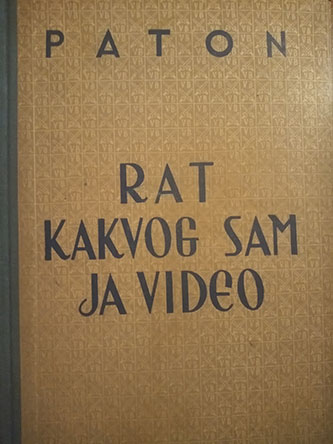 PATON
RAT
KAKVOG SAM
JA VIDEO